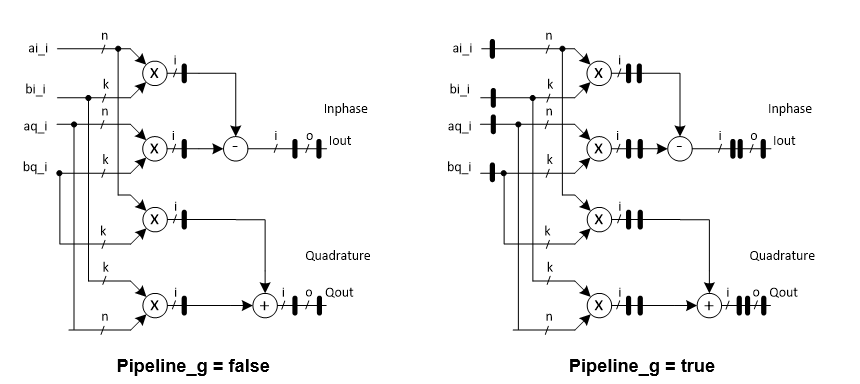 n
ai_i
X
i
k
bi_i
Inphase
n
aq_i
i
i
o
Iout
X
-
k
bq_i
i
X
k
Quadrature
k
i
i
o
Qout
X
+
n
Pipeline_g = false
n
ai_i
i
X
k
bi_i
Inphase
n
aq_i
i
i
o
Iout
X
-
k
bq_i
i
X
k
Quadrature
k
i
i
o
Qout
X
+
n
Pipeline_g = true